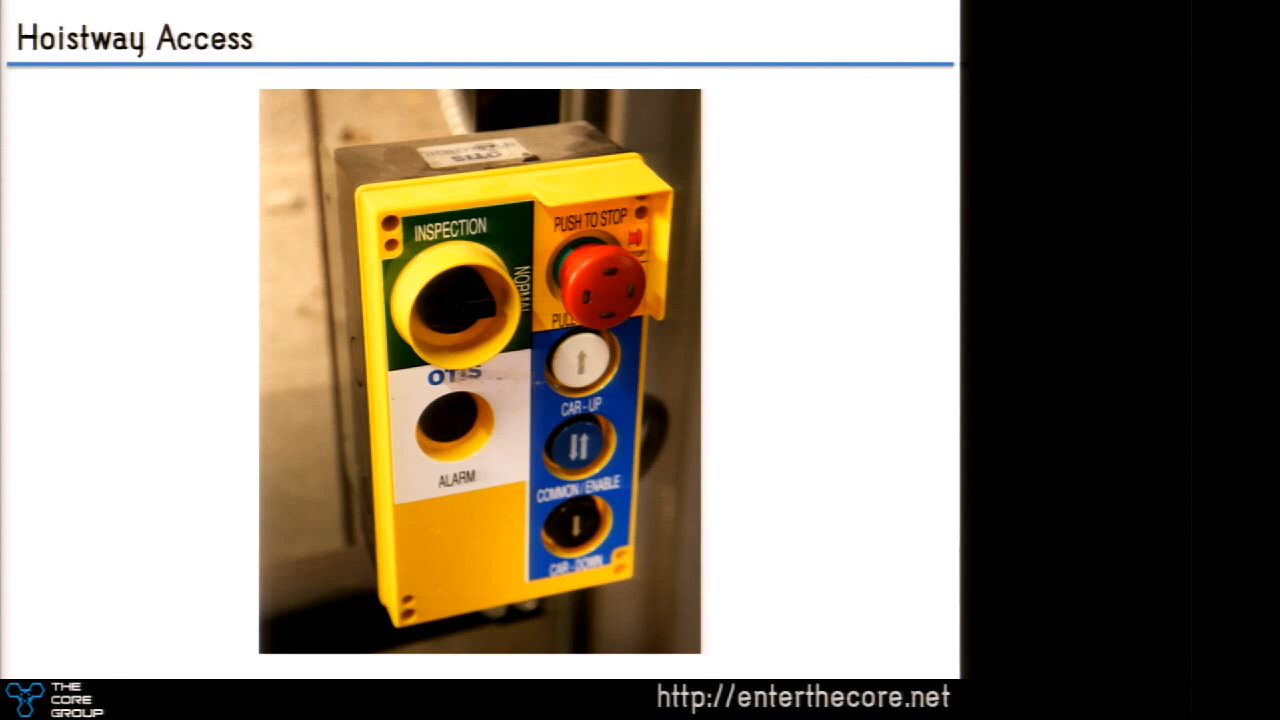 Hoistway Access
OTIS
INSPECTION
NORMAL
PUSH TO STOP
OTIS
ALARM
CAR - UP
COMMON / ENABLE
CAR - DOWN
THE
CORE
GROUP
http://enterthecore.net